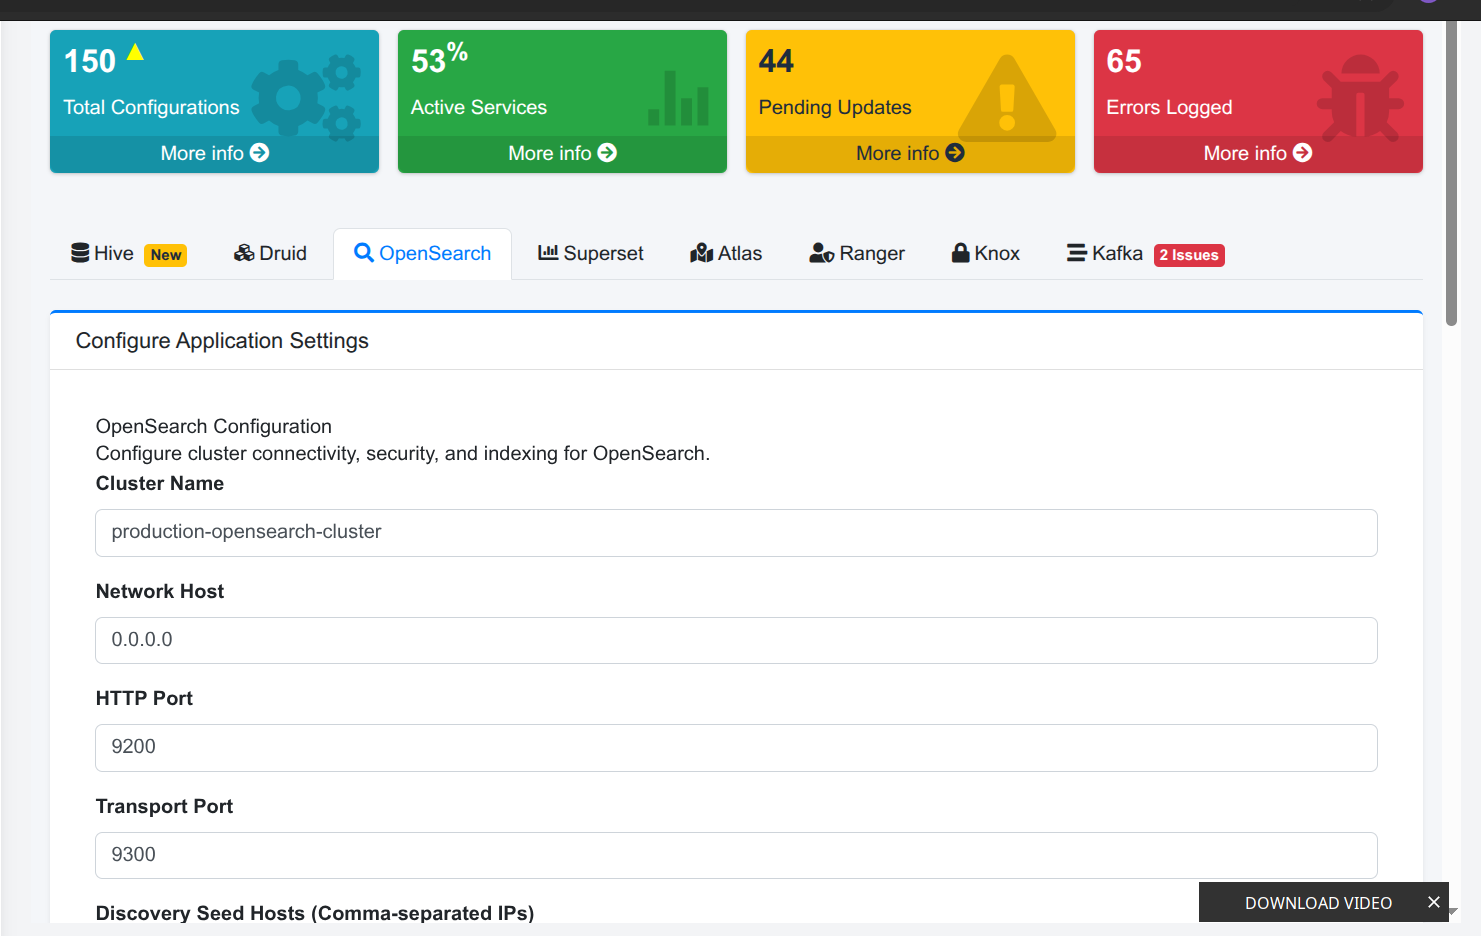 150
53%
44
65
Total Configurations
Active Services
Pending Updates
Errors Logged
More info
More info
More info
More info
Hive New
Druid
OpenSearch
Superset
Atlas
Ranger
Knox
Kafka 2 Issues
Configure Application Settings
OpenSearch Configuration
Configure cluster connectivity, security, and indexing for OpenSearch.
Cluster Name
production-opensearch-cluster
Network Host
0.0.0.0
HTTP Port
9200
Transport Port
9300
Discovery Seed Hosts (Comma-separated IPs)
DOWNLOAD VIDEO